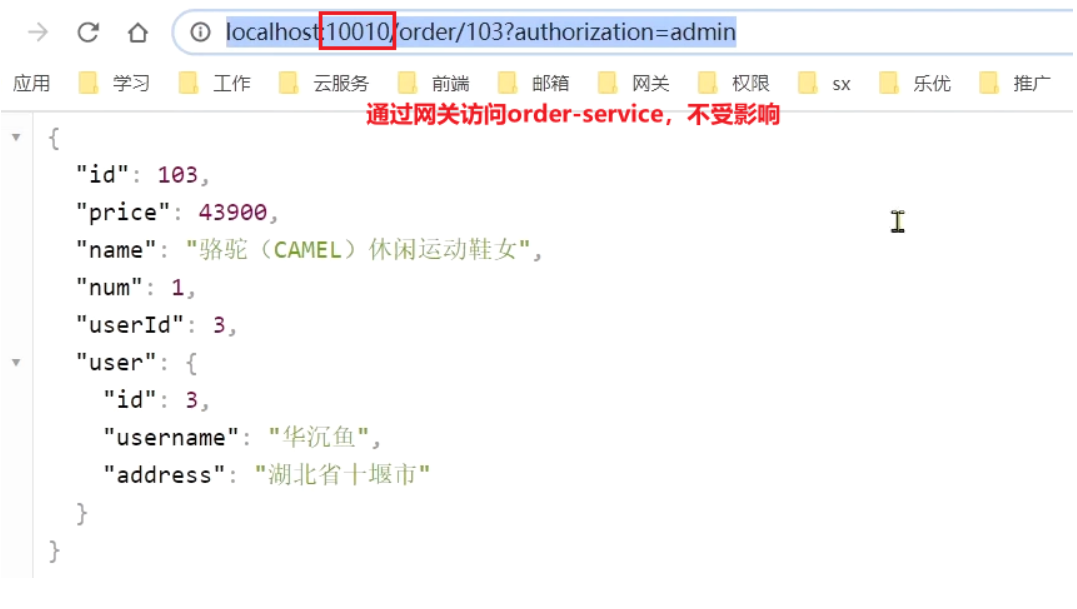 localhost:10010/order/103?authorization=admin
应用 学习 工作 云服务 前端 邮箱 网关 权限 sx 乐优 推广
通过网关访问order-service，不受影响
{
"id": 103,
"price": 43900,
"name": "骆驼（CAMEL）休闲运动鞋女",
"num": 1,
"userId": 3,
"user": {
"id": 3,
"username": "华沉鱼",
"address": "湖北省十堰市"
}
}